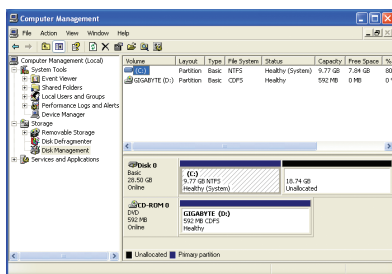 Computer Management
File Action View Window Help
Computer Management (Local)
System Tools
Event Viewer
Shared Folders
Local Users and Groups
Performance Logs and Alerts
Device Manager
Storage
Removable Storage
Disk Defragmenter
Disk Management
Services and Applications
Volume Layout Type File System Status Capacity Free Space %
(C:) Partition Basic NTFS Healthy (System) 9.77 GB 7.84 GB 80
GIGABYTE (D:) Partition Basic CDFS Healthy 592 MB 0 MB 0
Disk 0
Basic
28.50 GB
Online
(C:)
9.77 GB NTFS
Healthy (System)
18.74 GB
Unallocated
CD-ROM 0
DVD
592 MB
Online
GIGABYTE (D:)
592 MB CDFS
Healthy
Unallocated Primary partition